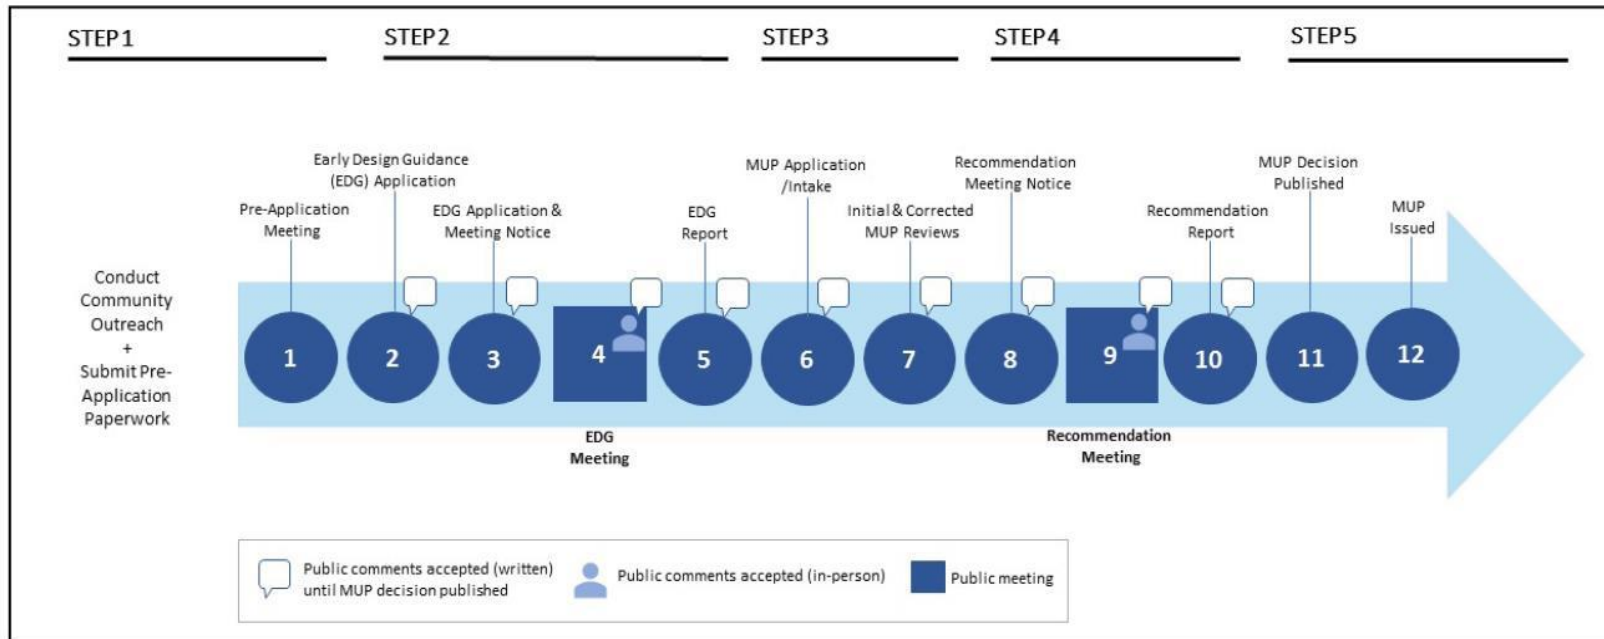 STEP1
STEP2
STEP3
STEP4
STEP5
Pre-Application
Meeting
Early Design Guidance
(EDG) Application
EDG Application &
Meeting Notice
EDG
Report
MUP Application
/Intake
Initial & Corrected
MUP Reviews
Recommendation
Meeting Notice
Recommendation
Report
MUP Decision
Published
MUP
Issued
Conduct
Community
Outreach
+
Submit Pre-
Application
Paperwork
1
2
3
4
5
6
7
8
9
10
11
12
EDG
Meeting
Recommendation
Meeting
Public comments accepted (written)
until MUP decision published
Public comments accepted (in-person)
Public meeting